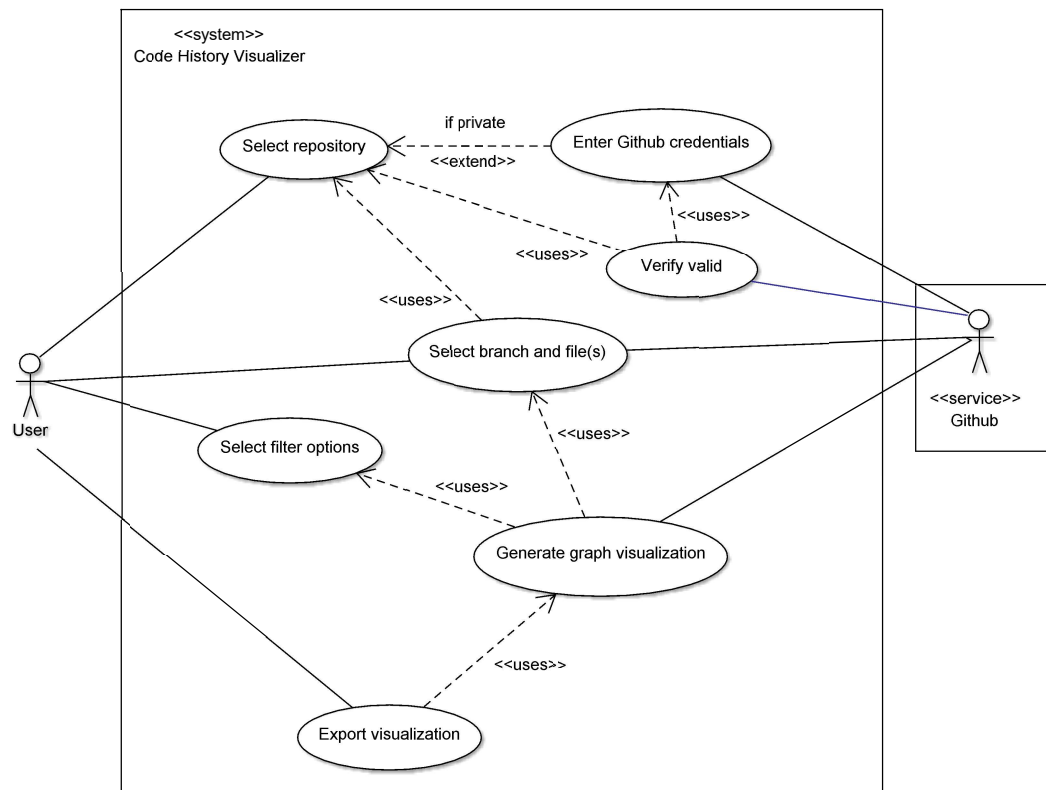 <<system>>
Code History Visualizer
if private
Select repository
Enter Github credentials
<<extend>>
<<uses>>
<<uses>>
Verify valid
<<uses>>
Select branch and file(s)
<<service>>
Github
User
<<uses>>
Select filter options
<<uses>>
Generate graph visualization
<<uses>>
Export visualization